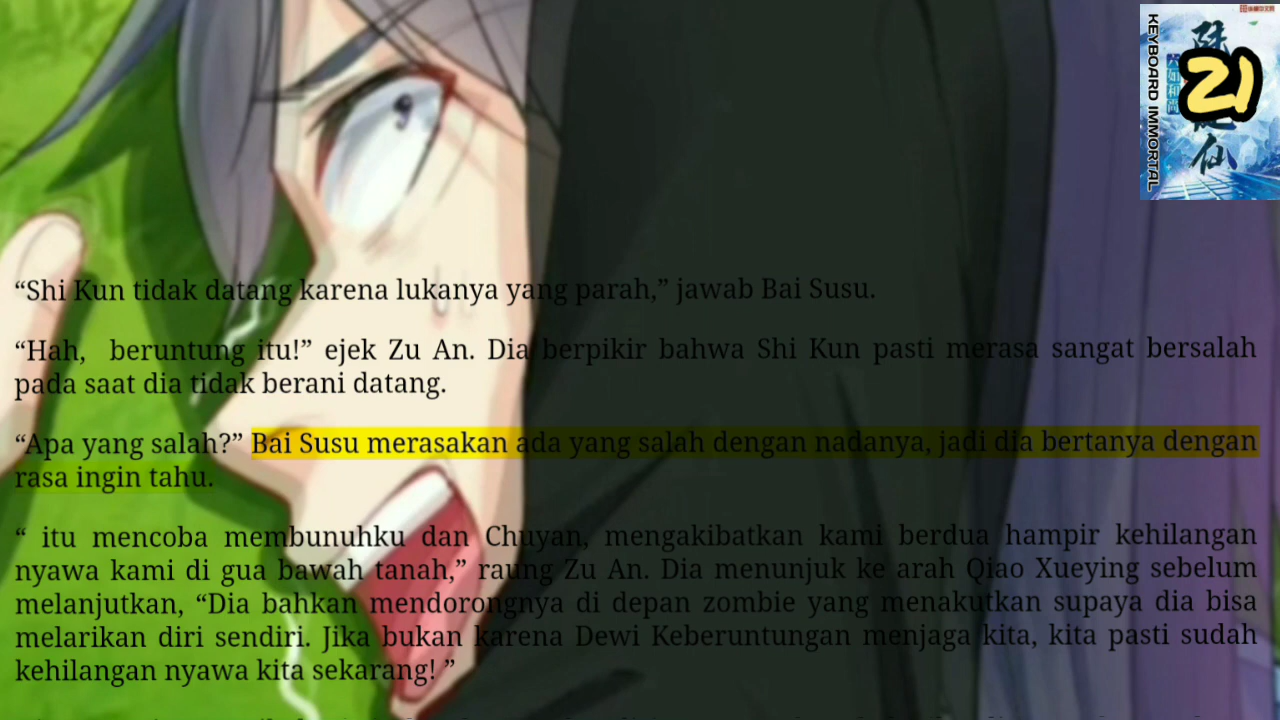 KEYBOARD IMMORTAL
21
“Shi Kun tidak datang karena lukanya yang parah,” jawab Bai Susu.
“Hah, beruntung itu!” ejek Zu An. Dia berpikir bahwa Shi Kun pasti merasa sangat bersalah
pada saat dia tidak berani datang.
“Apa yang salah?” Bai Susu merasakan ada yang salah dengan nadanya, jadi dia bertanya dengan
rasa ingin tahu.
“ itu mencoba membunuhku dan Chuyan, mengakibatkan kami berdua hampir kehilangan
nyawa kami di gua bawah tanah,” raung Zu An. Dia menunjuk ke arah Qiao Xueying sebelum
melanjutkan, “Dia bahkan mendorongnya di depan zombie yang menakutkan supaya dia bisa
melarikan diri sendiri. Jika bukan karena Dewi Keberuntungan menjaga kita, kita pasti sudah
kehilangan nyawa kita sekarang! ”